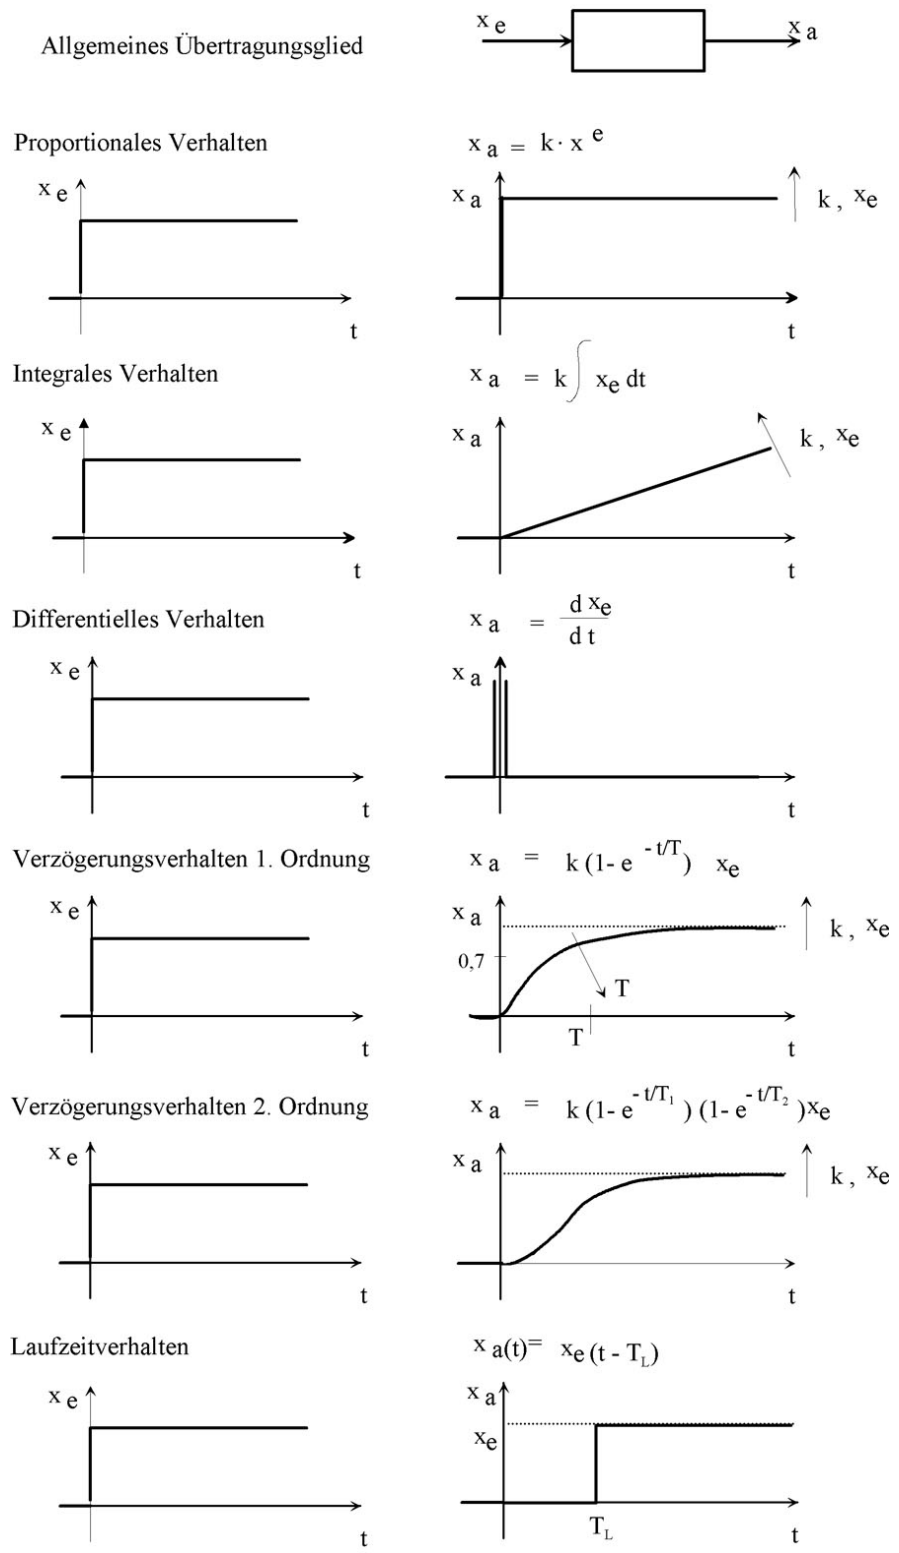 x e
x a
Allgemeines Übertragungsglied
Proportionales Verhalten
x a = k · x e
x e
t
x a
k , xe
t
Integrales Verhalten
x a = k ∫ xe dt
x e
t
x a
k , xe
t
Differentielles Verhalten
x a = d xe / d t
x e
t
x a
t
Verzögerungsverhalten 1. Ordnung
x a = k (1- e - t/T ) xe
x e
t
x a
0,7
T
T
k , xe
t
Verzögerungsverhalten 2. Ordnung
x a = k (1- e - t/T1 ) (1- e - t/T2 )xe
x e
t
x a
k , xe
t
Laufzeitverhalten
x a(t)= xe (t - TL)
x e
t
x a
xe
TL
t